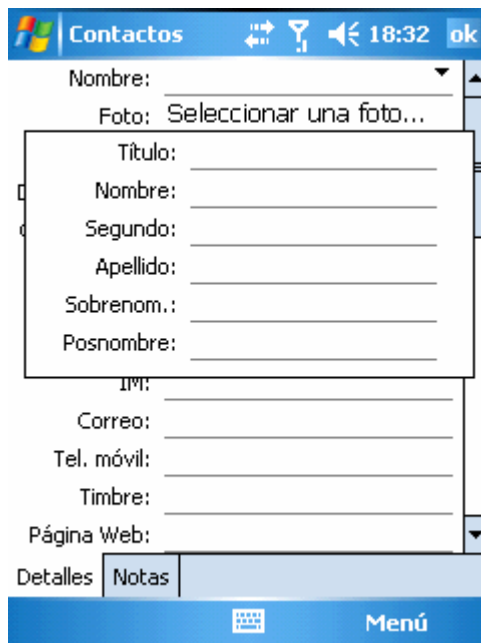 Contactos 18:32 ok
Nombre:
Foto: Seleccionar una foto...
Título:
Nombre:
Segundo:
Apellido:
Sobrenom.:
Posnombre:
IM:
Correo:
Tel. móvil:
Timbre:
Página Web:
Detalles Notas
Menú